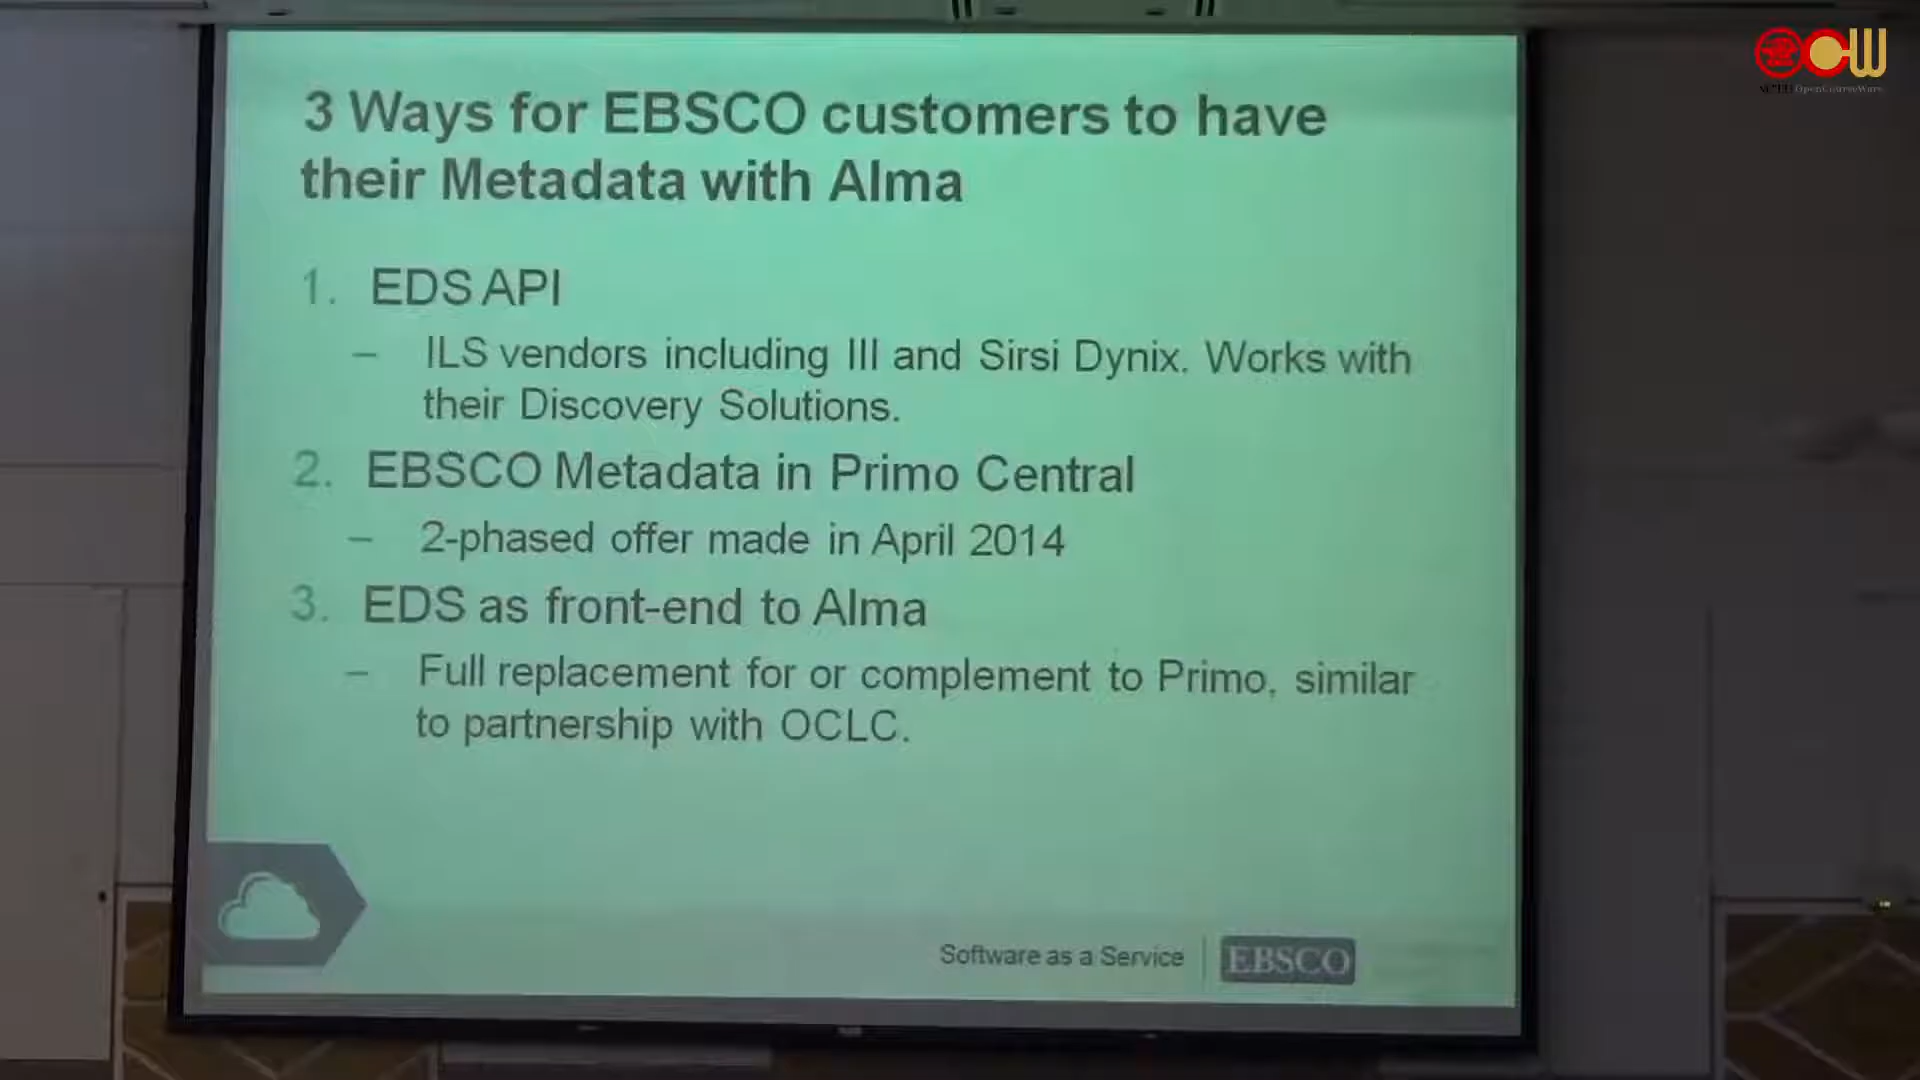 3 Ways for EBSCO customers to have
their Metadata with Alma
1. EDS API
– ILS vendors including III and Sirsi Dynix. Works with
their Discovery Solutions.
2. EBSCO Metadata in Primo Central
– 2-phased offer made in April 2014
3. EDS as front-end to Alma
– Full replacement for or complement to Primo, similar
to partnership with OCLC.
Software as a Service
EBSCO
OpenCourseWare